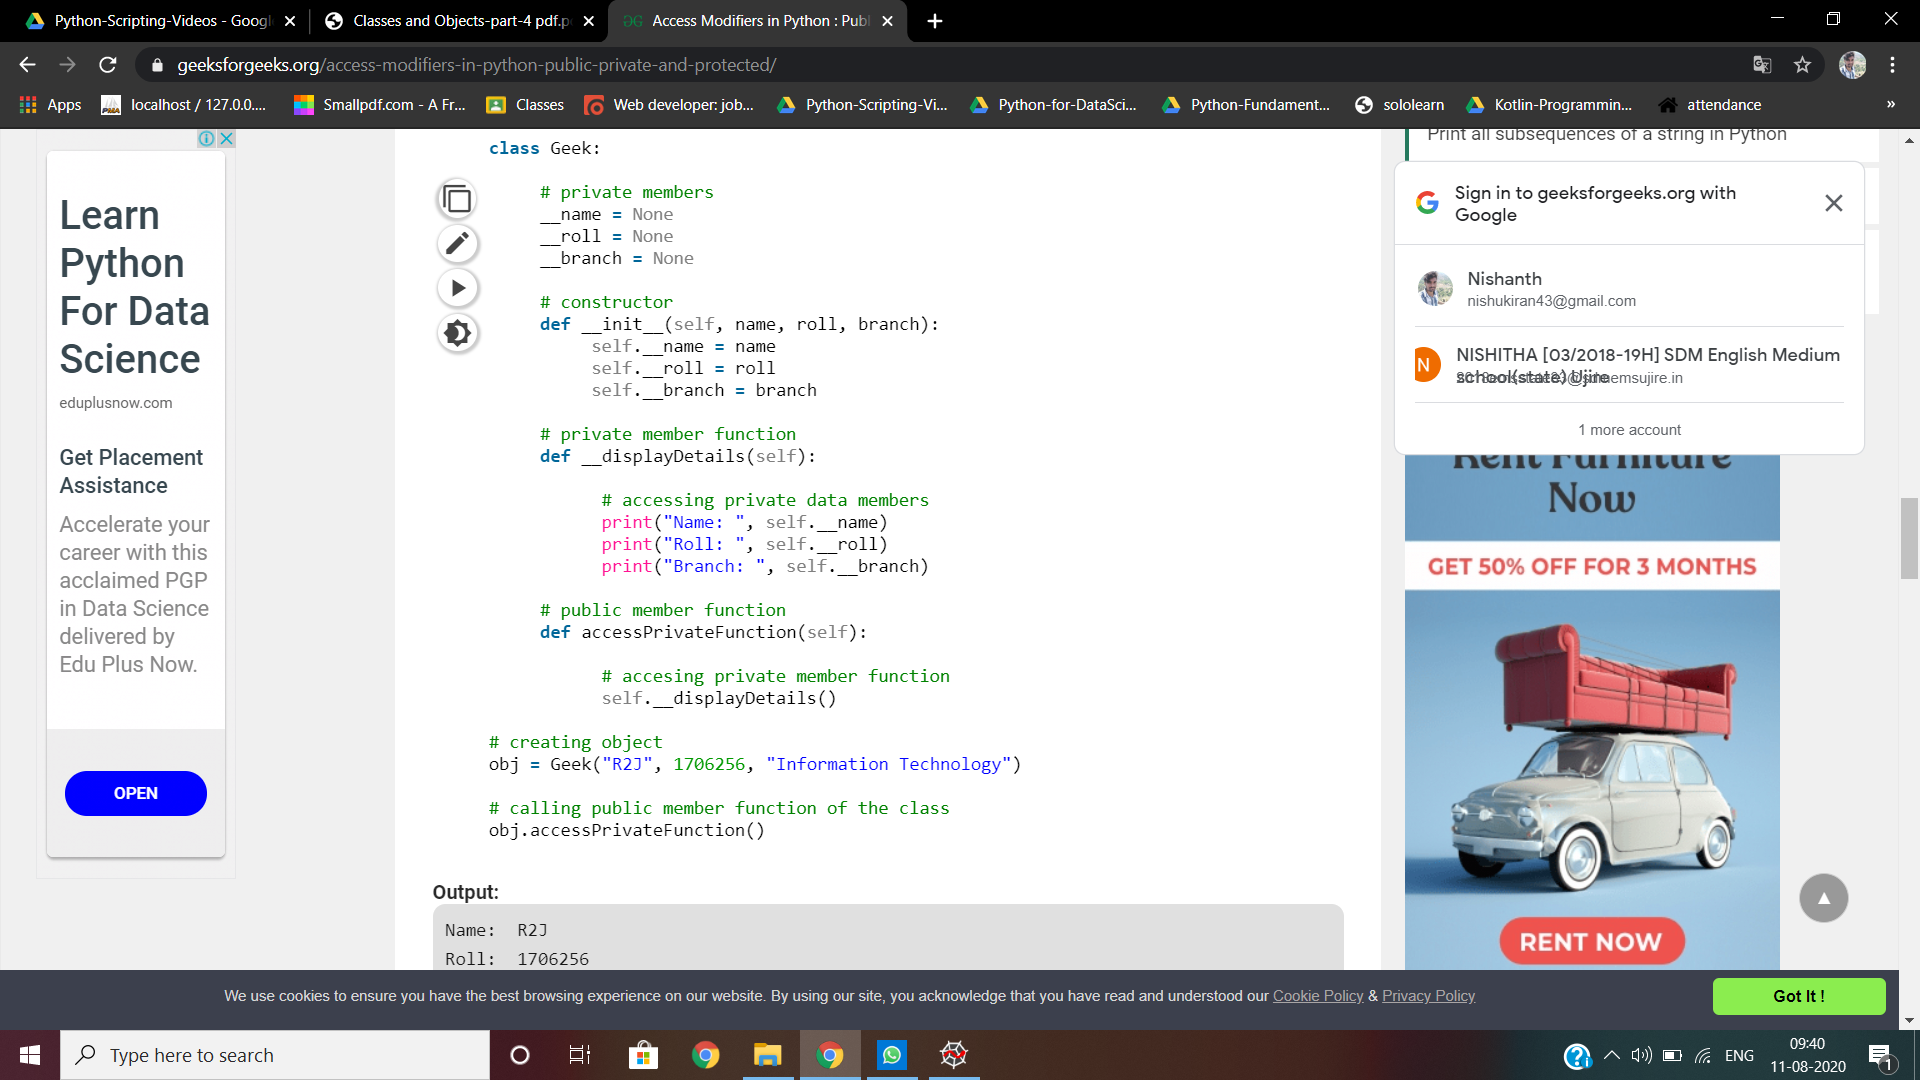 Python-Scripting-Videos - Googl
Classes and Objects-part-4 pdf.p
Access Modifiers in Python : Publ
geeksforgeeks.org/access-modifiers-in-python-public-private-and-protected/
Apps
localhost / 127.0.0....
Smallpdf.com - A Fr...
Classes
Web developer: job...
Python-Scripting-Vi...
Python-for-DataSci...
Python-Fundament...
sololearn
Kotlin-Programmin...
attendance
»
Learn
Python
For Data
Science
eduplusnow.com
Get Placement
Assistance
Accelerate your
career with this
acclaimed PGP
in Data Science
delivered by
Edu Plus Now.
OPEN
class Geek:
# private members
__name = None
__roll = None
__branch = None
# constructor
def __init__(self, name, roll, branch):
self.__name = name
self.__roll = roll
self.__branch = branch
# private member function
def __displayDetails(self):
# accessing private data members
print("Name: ", self.__name)
print("Roll: ", self.__roll)
print("Branch: ", self.__branch)
# public member function
def accessPrivateFunction(self):
# accesing private member function
self.__displayDetails()
# creating object
obj = Geek("R2J", 1706256, "Information Technology")
# calling public member function of the class
obj.accessPrivateFunction()
Output:
Name:  R2J
Roll:  1706256
Print all subsequences of a string in Python
Sign in to geeksforgeeks.org with
Google
Nishanth
nishukiran43@gmail.com
N
NISHITHA [03/2018-19H] SDM English Medium
school(state) Ujire
1 more account
Rent Furniture
Now
GET 50% OFF FOR 3 MONTHS
RENT NOW
We use cookies to ensure you have the best browsing experience on our website. By using our site, you acknowledge that you have read and understood our Cookie Policy & Privacy Policy
Got It !
Type here to search
ENG
09:40
11-08-2020
1